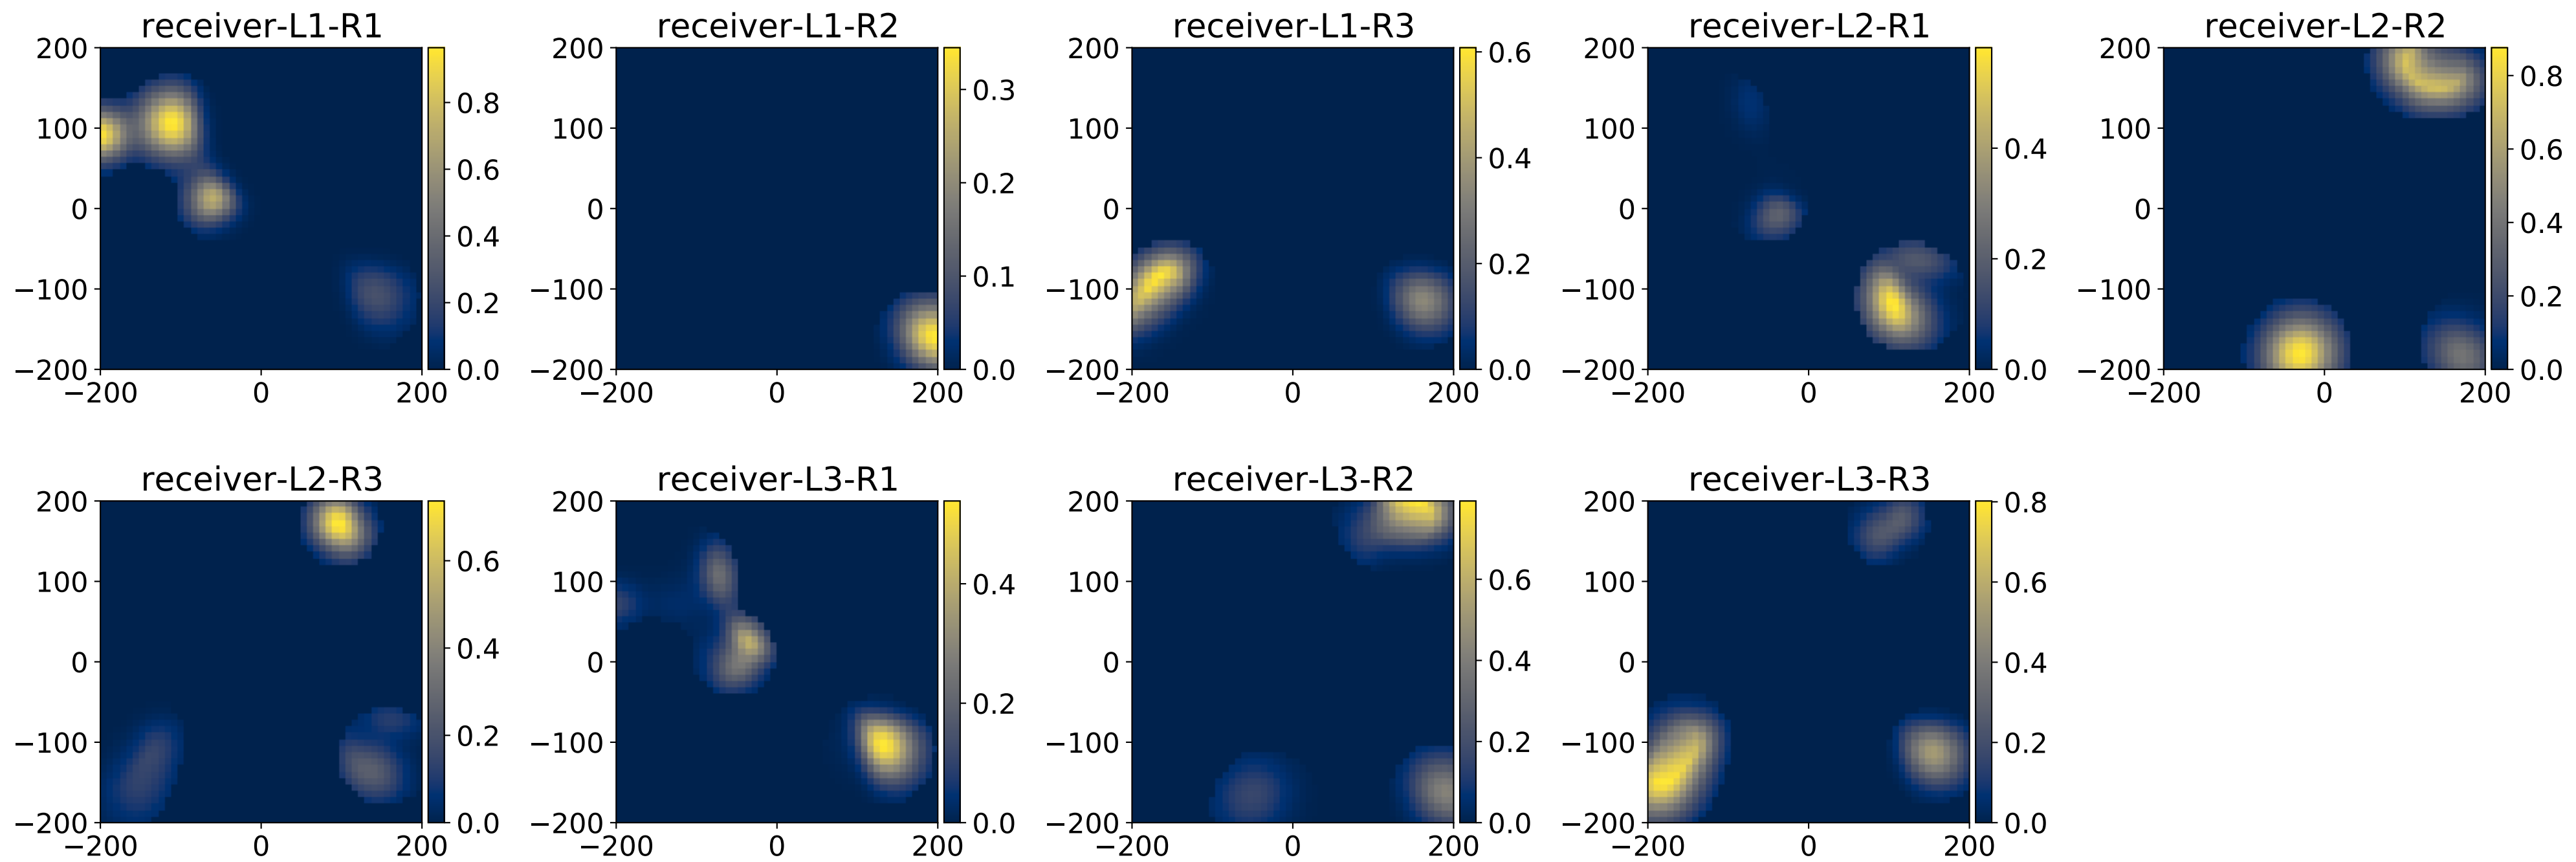 receiver-L1-R1 receiver-L1-R2 receiver-L1-R3 receiver-L2-R1 receiver-L2-R2
200 200 200 200 200
0.6
0.8 0.3 0.8
100 100 100 100 100
0.6 0.4 0.4 0.6
0 0.2 0 0 0
0.4 0.2 0.2 0.4
−100 −100 0.1 −100 −100 −100
0.2 0.2
−200 0.0 −200 0.0 −200 0.0 −200 0.0 −200 0.0
−200 0 200 −200 0 200 −200 0 200 −200 0 200 −200 0 200
receiver-L2-R3 receiver-L3-R1 receiver-L3-R2 receiver-L3-R3
200 200 200 200 0.8
0.6 0.4 0.6 0.6
100 100 100 100
0 0.4 0 0 0.4 0 0.4
−100 0.2 −100 0.2 −100 0.2 −100 0.2
−200 0.0 −200 0.0 −200 0.0 −200 0.0
−200 0 200 −200 0 200 −200 0 200 −200 0 200